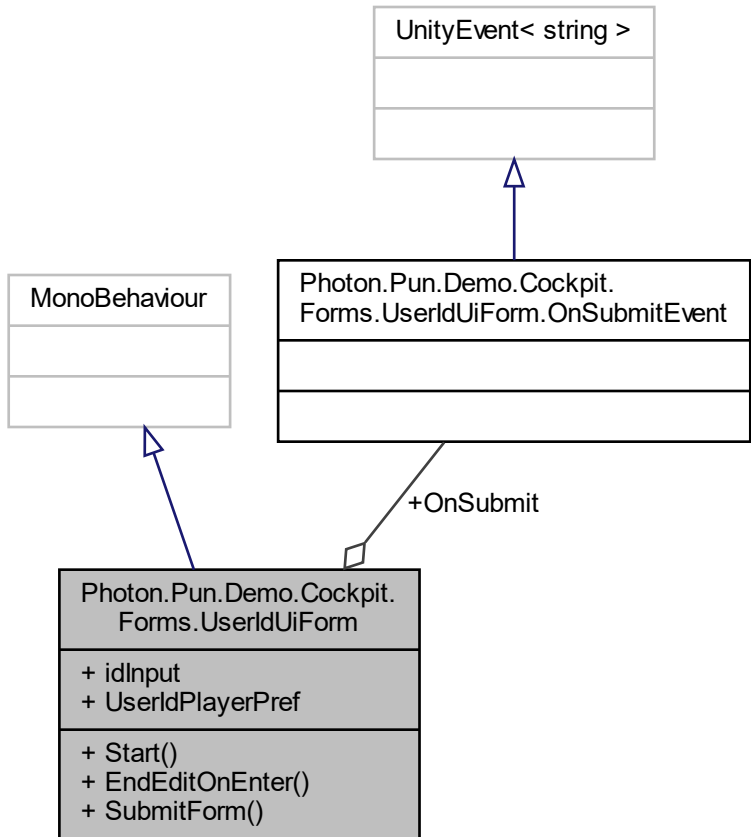 UnityEvent< string >
MonoBehaviour
Photon.Pun.Demo.Cockpit.
Forms.UserIdUiForm.OnSubmitEvent
+OnSubmit
Photon.Pun.Demo.Cockpit.
Forms.UserIdUiForm
+ idInput
+ UserIdPlayerPref
+ Start()
+ EndEditOnEnter()
+ SubmitForm()